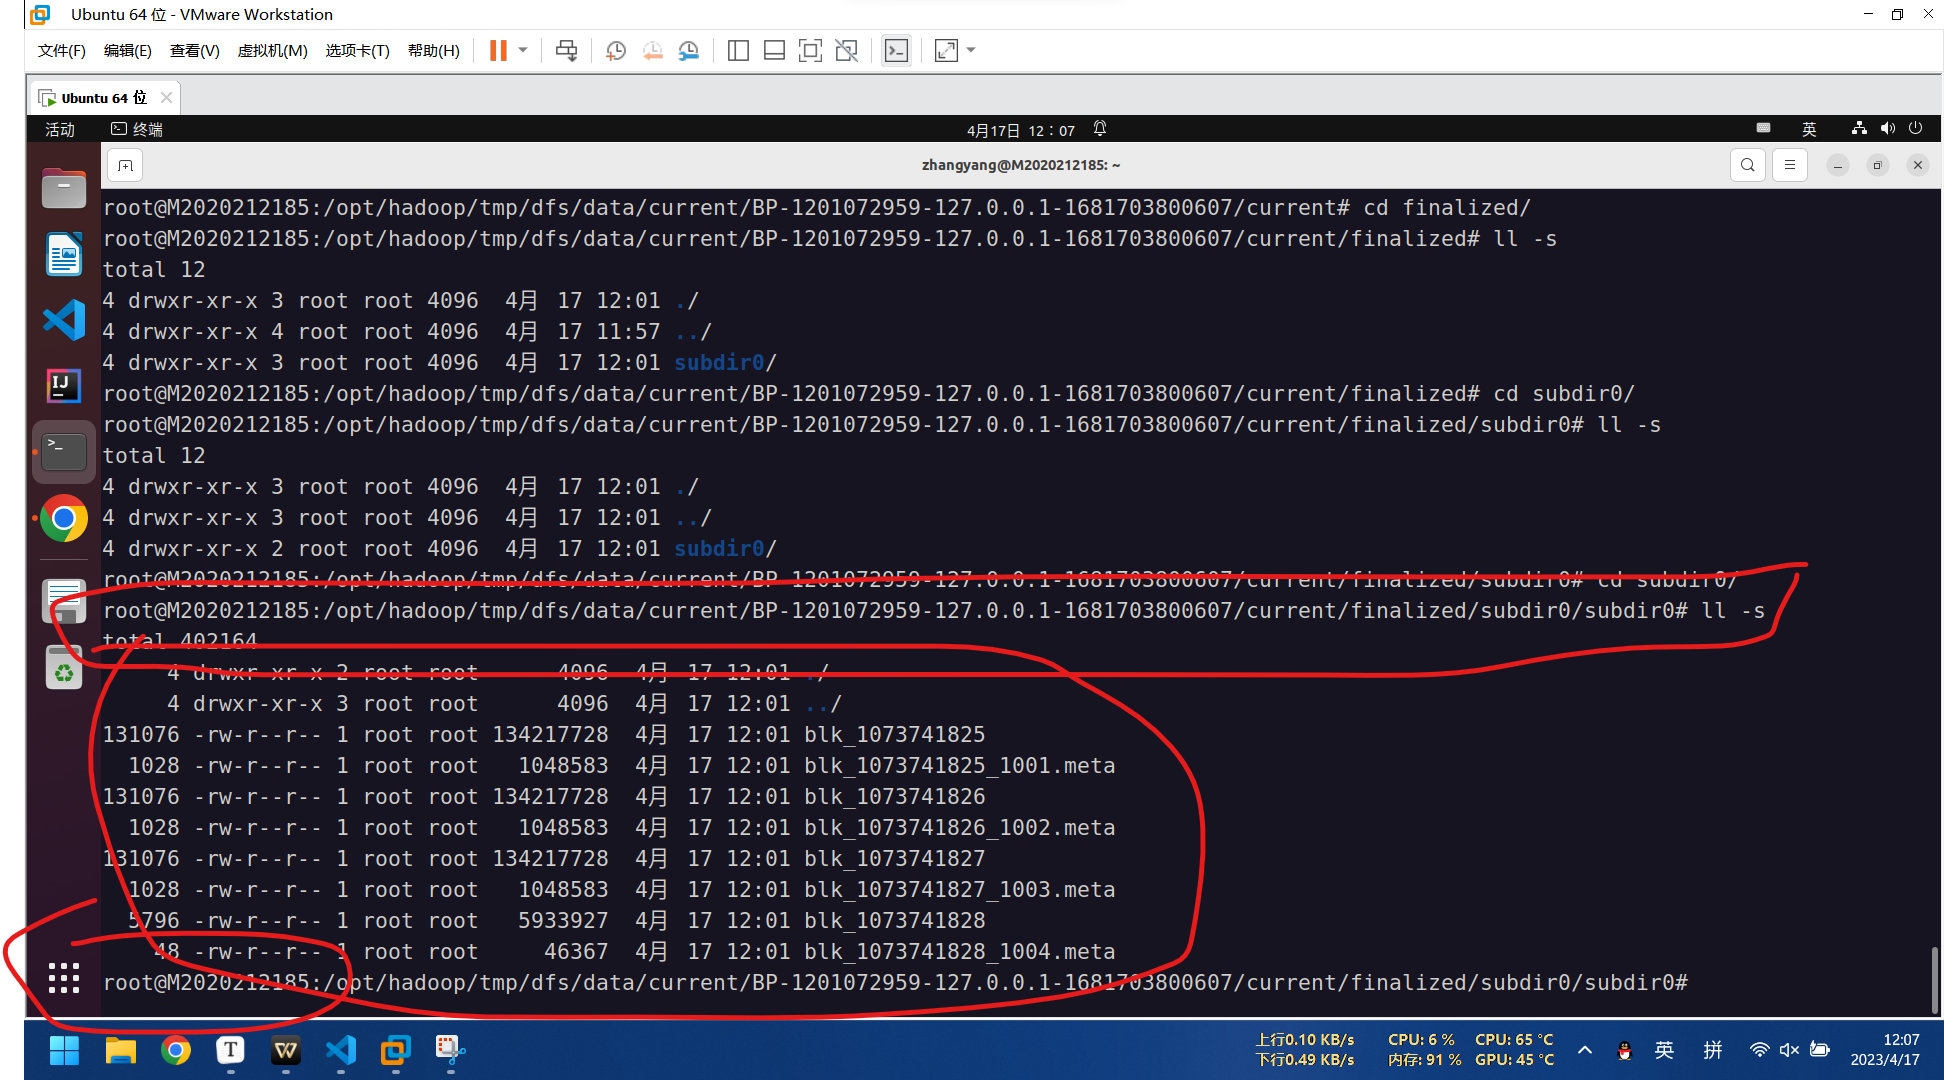 Ubuntu 64 位 - VMware Workstation
文件(F) 编辑(E) 查看(V) 虚拟机(M) 选项卡(T) 帮助(H)
Ubuntu 64 位
活动 终端 4月17日 12：07 英
zhangyang@M2020212185: ~
root@M2020212185:/opt/hadoop/tmp/dfs/data/current/BP-1201072959-127.0.0.1-1681703800607/current# cd finalized/
root@M2020212185:/opt/hadoop/tmp/dfs/data/current/BP-1201072959-127.0.0.1-1681703800607/current/finalized# ll -s
total 12
4 drwxr-xr-x 3 root root 4096  4月  17 12:01 ./
4 drwxr-xr-x 4 root root 4096  4月  17 11:57 ../
4 drwxr-xr-x 3 root root 4096  4月  17 12:01 subdir0/
root@M2020212185:/opt/hadoop/tmp/dfs/data/current/BP-1201072959-127.0.0.1-1681703800607/current/finalized# cd subdir0/
root@M2020212185:/opt/hadoop/tmp/dfs/data/current/BP-1201072959-127.0.0.1-1681703800607/current/finalized/subdir0# ll -s
total 12
4 drwxr-xr-x 3 root root 4096  4月  17 12:01 ./
4 drwxr-xr-x 3 root root 4096  4月  17 12:01 ../
4 drwxr-xr-x 2 root root 4096  4月  17 12:01 subdir0/
root@M2020212185:/opt/hadoop/tmp/dfs/data/current/BP-1201072959-127.0.0.1-1681703800607/current/finalized/subdir0# cd subdir0/
root@M2020212185:/opt/hadoop/tmp/dfs/data/current/BP-1201072959-127.0.0.1-1681703800607/current/finalized/subdir0/subdir0# ll -s
total 402164
4 drwxr-xr-x 2 root root 4096  4月  17 12:01 ./
4 drwxr-xr-x 3 root root 4096  4月  17 12:01 ../
131076 -rw-r--r-- 1 root root 134217728  4月  17 12:01 blk_1073741825
1028 -rw-r--r-- 1 root root 1048583  4月  17 12:01 blk_1073741825_1001.meta
131076 -rw-r--r-- 1 root root 134217728  4月  17 12:01 blk_1073741826
1028 -rw-r--r-- 1 root root 1048583  4月  17 12:01 blk_1073741826_1002.meta
131076 -rw-r--r-- 1 root root 134217728  4月  17 12:01 blk_1073741827
1028 -rw-r--r-- 1 root root 1048583  4月  17 12:01 blk_1073741827_1003.meta
5796 -rw-r--r-- 1 root root 5933927  4月  17 12:01 blk_1073741828
48 -rw-r--r-- 1 root root 46367  4月  17 12:01 blk_1073741828_1004.meta
root@M2020212185:/opt/hadoop/tmp/dfs/data/current/BP-1201072959-127.0.0.1-1681703800607/current/finalized/subdir0/subdir0#
上行0.10 KB/s CPU: 6 % CPU: 65 °C 12:07
下行0.49 KB/s 内存: 91 % GPU: 45 °C 英 拼 2023/4/17